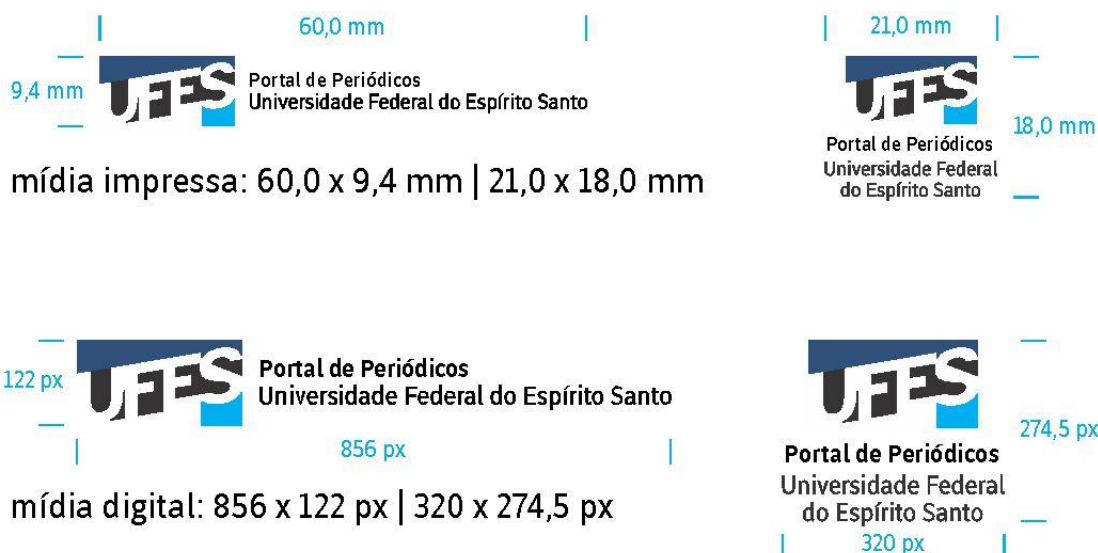 60,0 mm
21,0 mm
9,4 mm
UFES
Portal de Periódicos
Universidade Federal do Espírito Santo
UFES
18,0 mm
Portal de Periódicos
Universidade Federal
do Espírito Santo
mídia impressa: 60,0 x 9,4 mm | 21,0 x 18,0 mm
122 px
UFES
Portal de Periódicos
Universidade Federal do Espírito Santo
856 px
UFES
274,5 px
Portal de Periódicos
Universidade Federal
do Espírito Santo
320 px
mídia digital: 856 x 122 px | 320 x 274,5 px